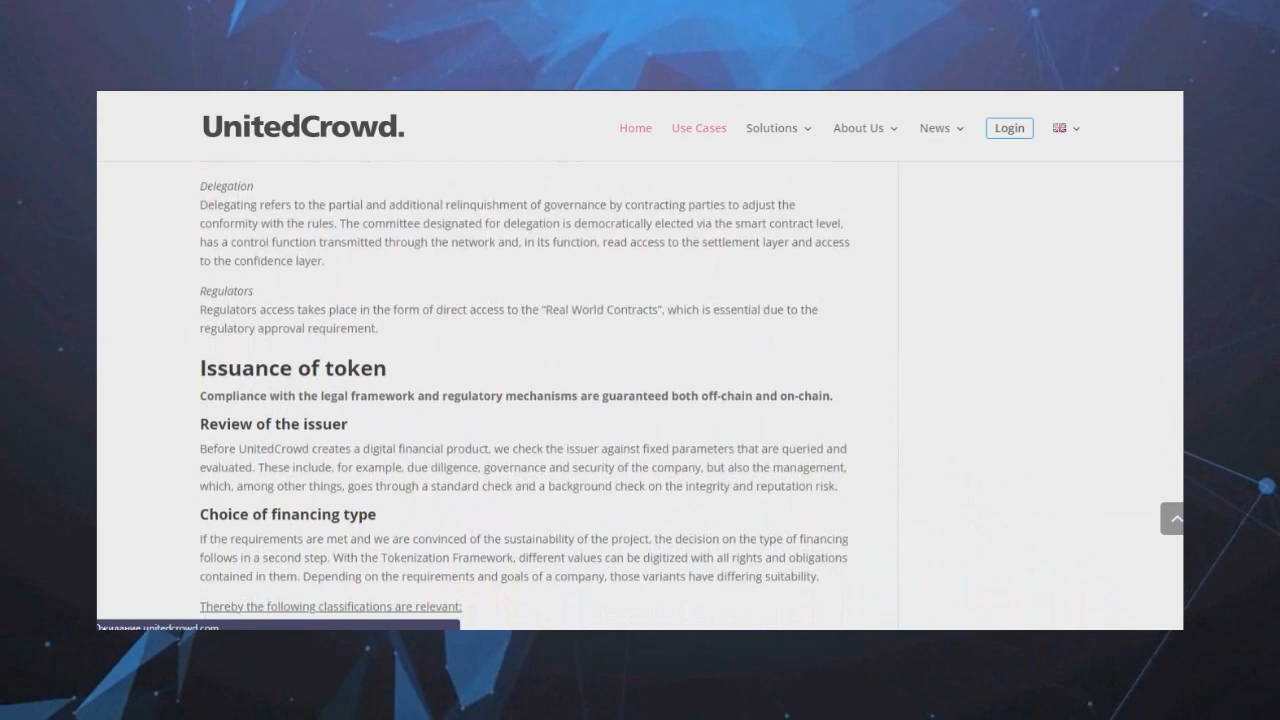 UnitedCrowd.
Home
Use Cases
Solutions
About Us
News
Login
Delegation
Delegating refers to the partial and additional relinquishment of governance by contracting parties to adjust the
conformity with the rules. The committee designated for delegation is democratically elected via the smart contract level,
has a control function transmitted through the network and, in its function, read access to the settlement layer and access
to the confidence layer.
Regulators
Regulators access takes place in the form of direct access to the “Real World Contracts”, which is essential due to the
regulatory approval requirement.
Issuance of token
Compliance with the legal framework and regulatory mechanisms are guaranteed both off-chain and on-chain.
Review of the issuer
Before UnitedCrowd creates a digital financial product, we check the issuer against fixed parameters that are queried and
evaluated. These include, for example, due diligence, governance and security of the company, but also the management,
which, among other things, goes through a standard check and a background check on the integrity and reputation risk.
Choice of financing type
If the requirements are met and we are convinced of the sustainability of the project, the decision on the type of financing
follows in a second step. With the Tokenization Framework, different values can be digitized with all rights and obligations
contained in them. Depending on the requirements and goals of a company, those variants have differing suitability.
Thereby the following classifications are relevant:
Ожидание unitedcrowd.com